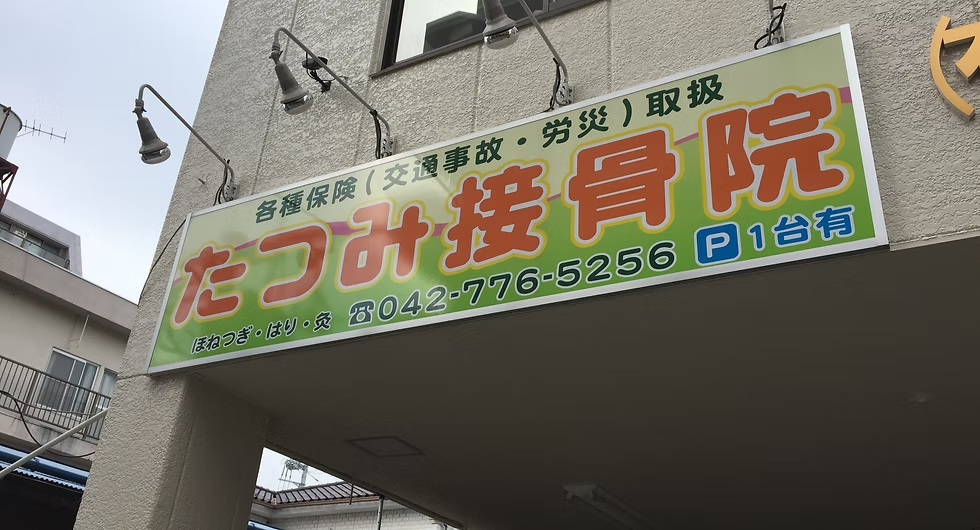 各種保険(交通事故・労災)取扱
たつみ接骨院
ほねつぎ・はり・灸 ☎042-776-5256 P1台有